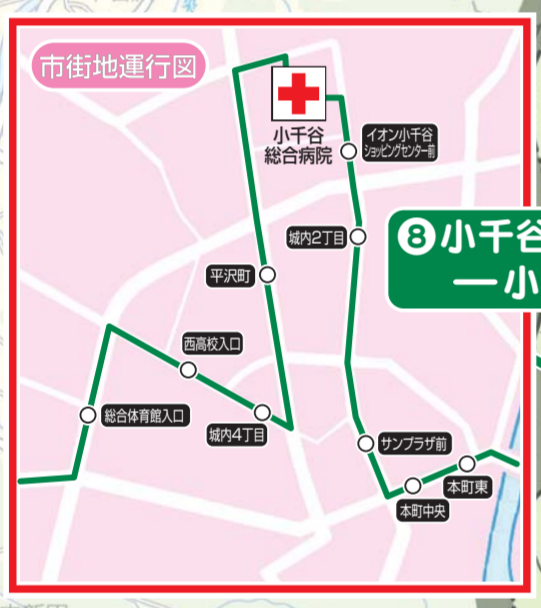 市街地運行図
小千谷
総合病院
イオン小千谷
ショッピングセンター前
城内2丁目
❽小千谷
ー小
平沢町
西高校入口
総合体育館入口
城内4丁目
サンプラザ前
本町東
本町中央